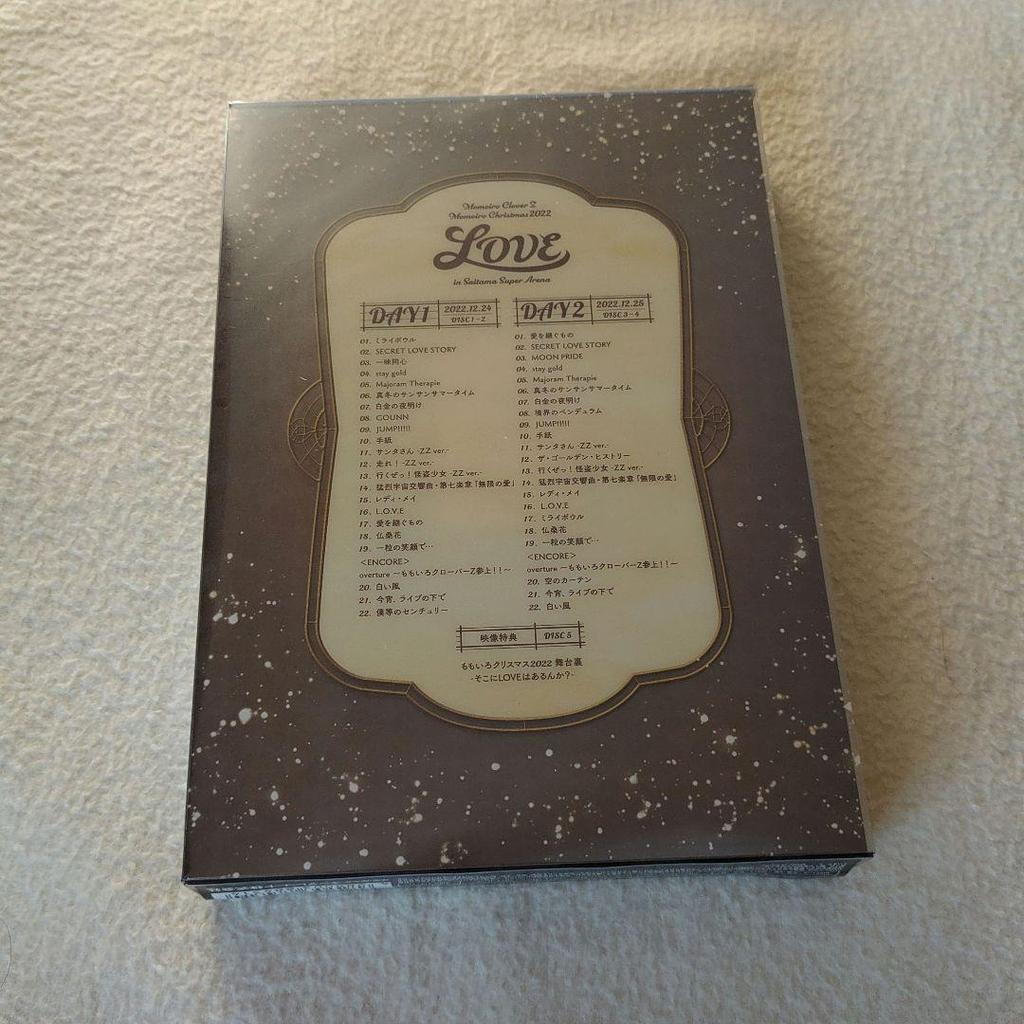 Momoiro Clover Z
Momoiro Christmas 2022
LOVE
in Saitama Super Arena
DAY1 2022.12.24 DISC 1-2
01. ミライボウル
02. SECRET LOVE STORY
03. 一味同心
04. stay gold
05. Majoram Therapie
06. 真冬のサンサンサマータイム
07. 白金の夜明け
08. GOUNN
09. JUMP!!!!!
10. 手紙
11. サンタさん -ZZ ver.-
12. 走れ! -ZZ ver.-
13. 行くぜっ!怪盗少女 -ZZ ver.-
14. 猛烈宇宙交響曲・第七楽章「無限の愛」
15. レディ・メイ
16. L.O.V.E
17. 愛を継ぐもの
18. 仏桑花
19. 一粒の笑顔で…
<ENCORE>
overture ～ももいろクローバーZ参上!!～
20. 白い風
21. 今宵、ライブの下で
22. 僕等のセンチュリー
DAY2 2022.12.25 DISC 3-4
01. 愛を継ぐもの
02. SECRET LOVE STORY
03. MOON PRIDE
04. stay gold
05. Majoram Therapie
06. 真冬のサンサンサマータイム
07. 白金の夜明け
08. 境界のペンデュラム
09. JUMP!!!!!
10. 手紙
11. サンタさん -ZZ ver.-
12. ザ・ゴールデン・ヒストリー
13. 行くぜっ!怪盗少女 -ZZ ver.-
14. 猛烈宇宙交響曲・第七楽章「無限の愛」
15. レディ・メイ
16. L.O.V.E
17. ミライボウル
18. 仏桑花
19. 一粒の笑顔で…
<ENCORE>
overture ～ももいろクローバーZ参上!!～
20. 空のカーテン
21. 今宵、ライブの下で
22. 白い風
映像特典 DISC 5
ももいろクリスマス2022 舞台裏
-そこにLOVEはあるんか?-